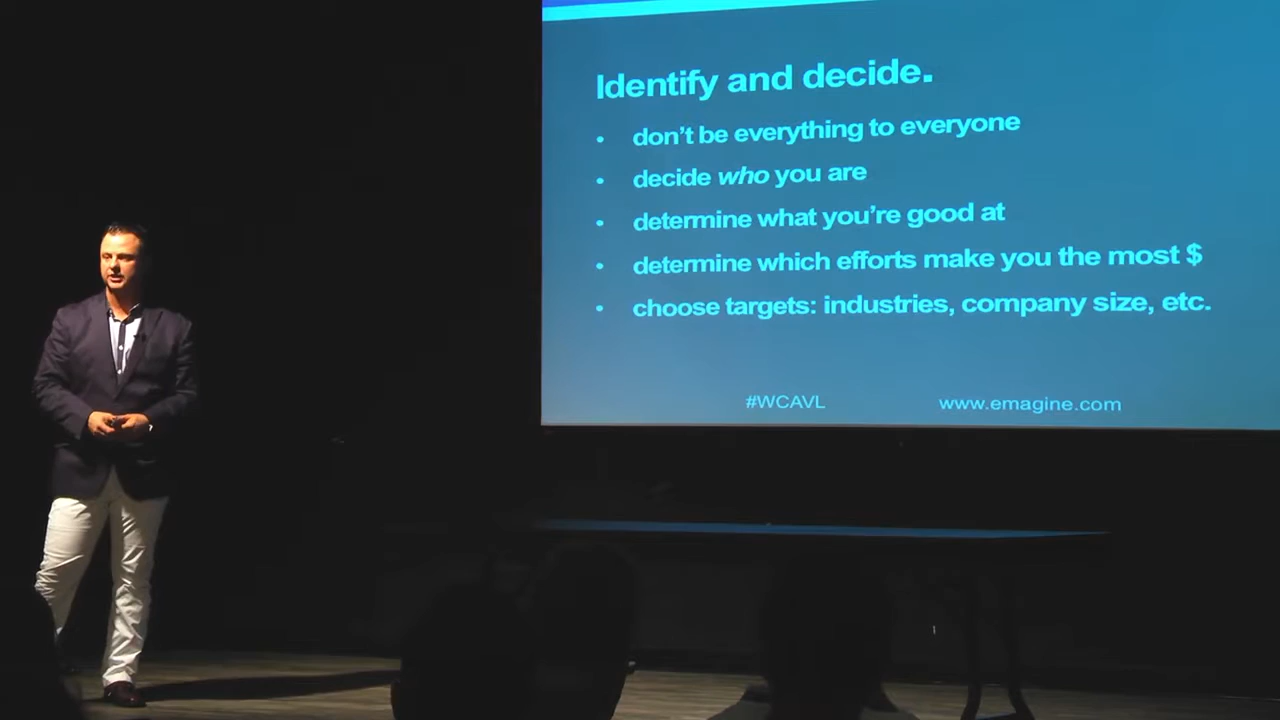 Identify and decide.
• don't be everything to everyone
• decide who you are
• determine what you're good at
• determine which efforts make you the most $
• choose targets: industries, company size, etc.
#WCAVL www.emagine.com